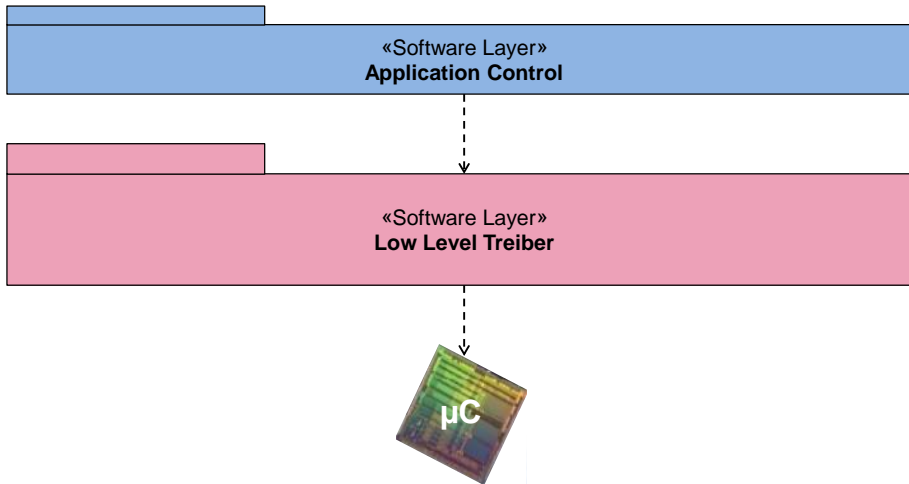 «Software Layer»
Application Control
«Software Layer»
Low Level Treiber
µC